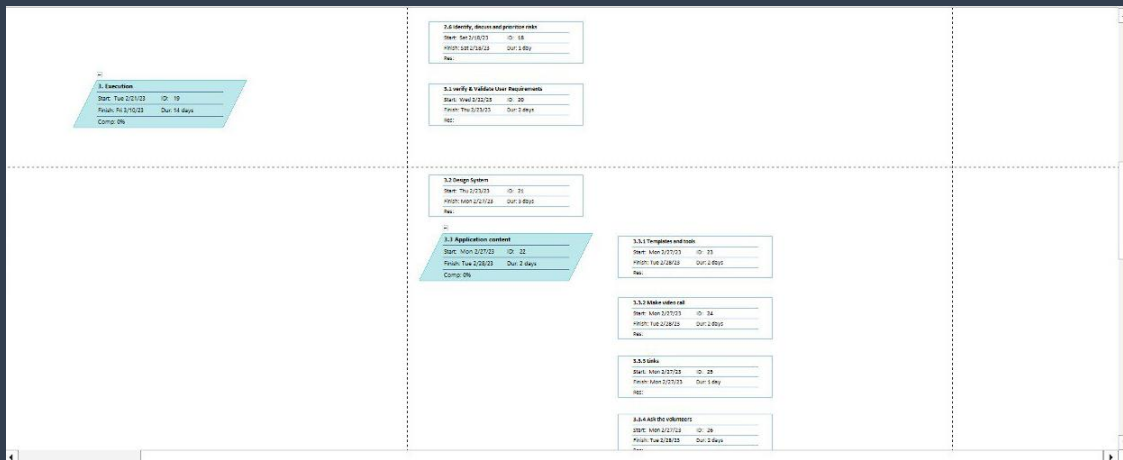 2.6 Identify, discuss and prioritize risks
Start: Sat 2/18/23 ID: 18
Finish: Sat 2/18/23 Dur: 1 day
Res:
3. Execution
Start: Tue 2/21/23 ID: 19
Finish: Fri 3/10/23 Dur: 14 days
Comp: 0%
3.1 verify & Validate User Requirements
Start: Wed 2/22/23 ID: 20
Finish: Thu 2/23/23 Dur: 2 days
Res:
3.2 Design System
Start: Thu 2/23/23 ID: 21
Finish: Mon 2/27/23 Dur: 3 days
Res:
3.3 Application content
Start: Mon 2/27/23 ID: 22
Finish: Tue 2/28/23 Dur: 2 days
Comp: 0%
3.3.1 Templates and tools
Start: Mon 2/27/23 ID: 23
Finish: Tue 2/28/23 Dur: 2 days
Res:
3.3.2 Make video call
Start: Mon 2/27/23 ID: 24
Finish: Tue 2/28/23 Dur: 2 days
Res:
3.3.3 Links
Start: Mon 2/27/23 ID: 25
Finish: Mon 2/27/23 Dur: 1 day
Res:
3.3.4 Ask the volunteers
Start: Mon 2/27/23 ID: 26
Finish: Tue 2/28/23 Dur: 2 days